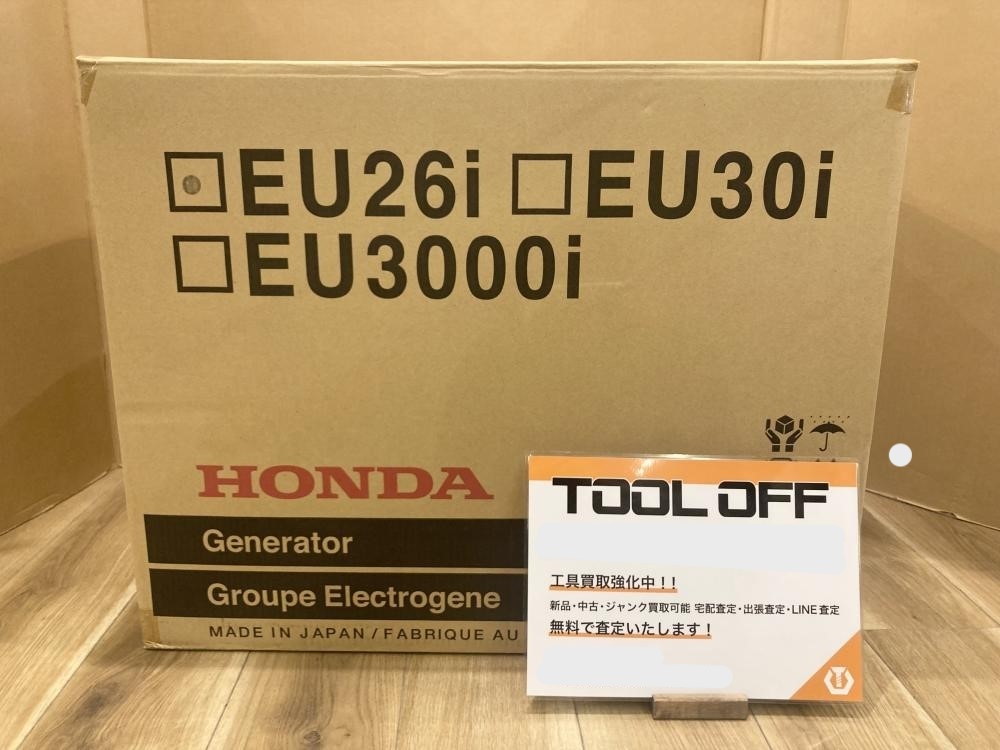 EU26i EU30i
EU3000i
HONDA
Generator
Groupe Electrogene
MADE IN JAPAN / FABRIQUE AU
TOOL OFF
工具買取強化中！！
新品・中古・ジャンク買取可能 宅配査定・出張査定・LINE査定
無料で査定いたします！